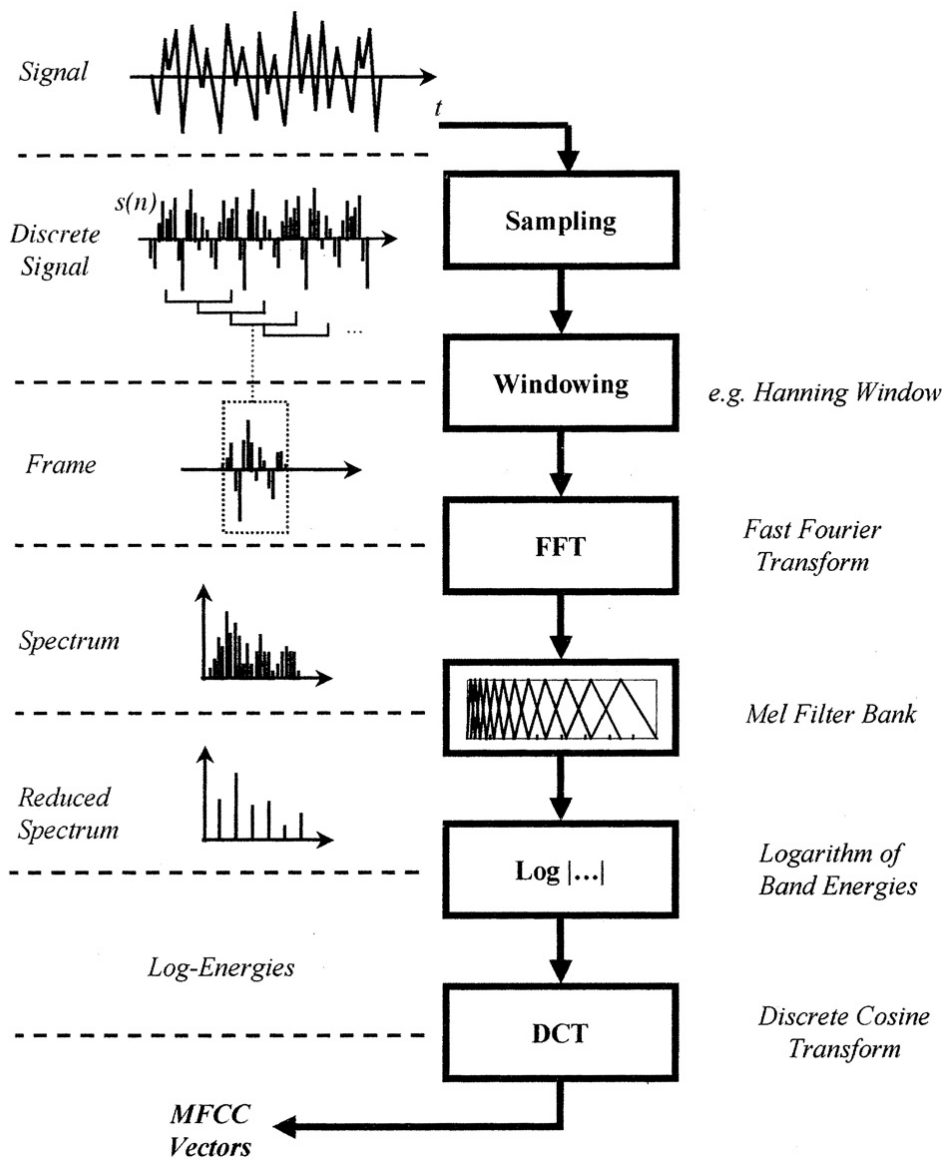 Signal
t
Sampling
s(n)
Discrete
Signal
...
Windowing
e.g. Hanning Window
Frame
FFT
Fast Fourier
Transform
Spectrum
Mel Filter Bank
Reduced
Spectrum
Log |...|
Logarithm of
Band Energies
Log-Energies
DCT
Discrete Cosine
Transform
MFCC
Vectors